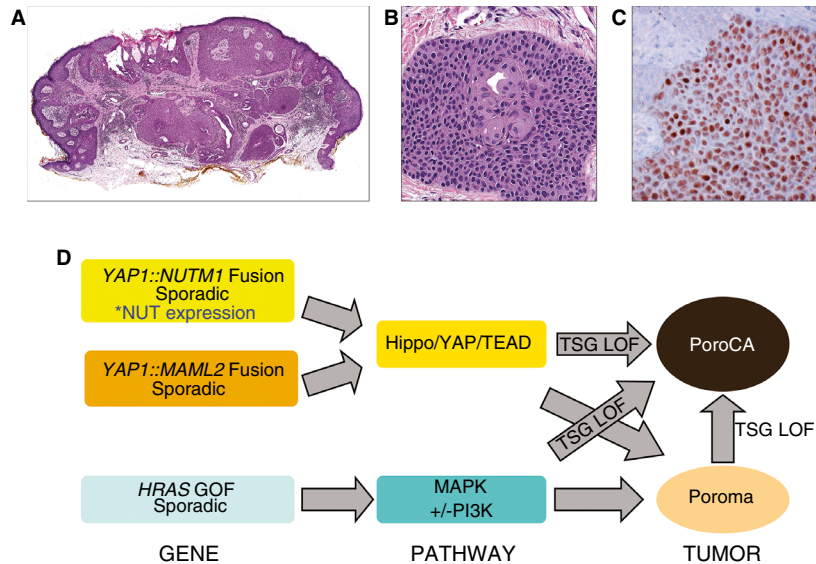 A
B
C
D
YAP1::NUTM1 Fusion
Sporadic
*NUT expression
YAP1::MAML2 Fusion
Sporadic
Hippo/YAP/TEAD
TSG LOF
PoroCA
TSG LOF
TSG LOF
HRAS GOF
Sporadic
MAPK
+/-PI3K
Poroma
GENE
PATHWAY
TUMOR